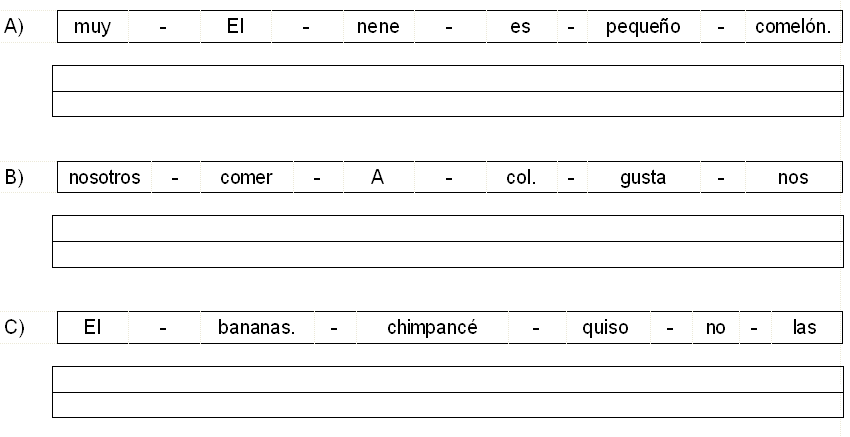 A) muy - El - nene - es - pequeño - comelón.
B) nosotros - comer - A - col. - gusta - nos
C) El - bananas. - chimpancé - quiso - no - las